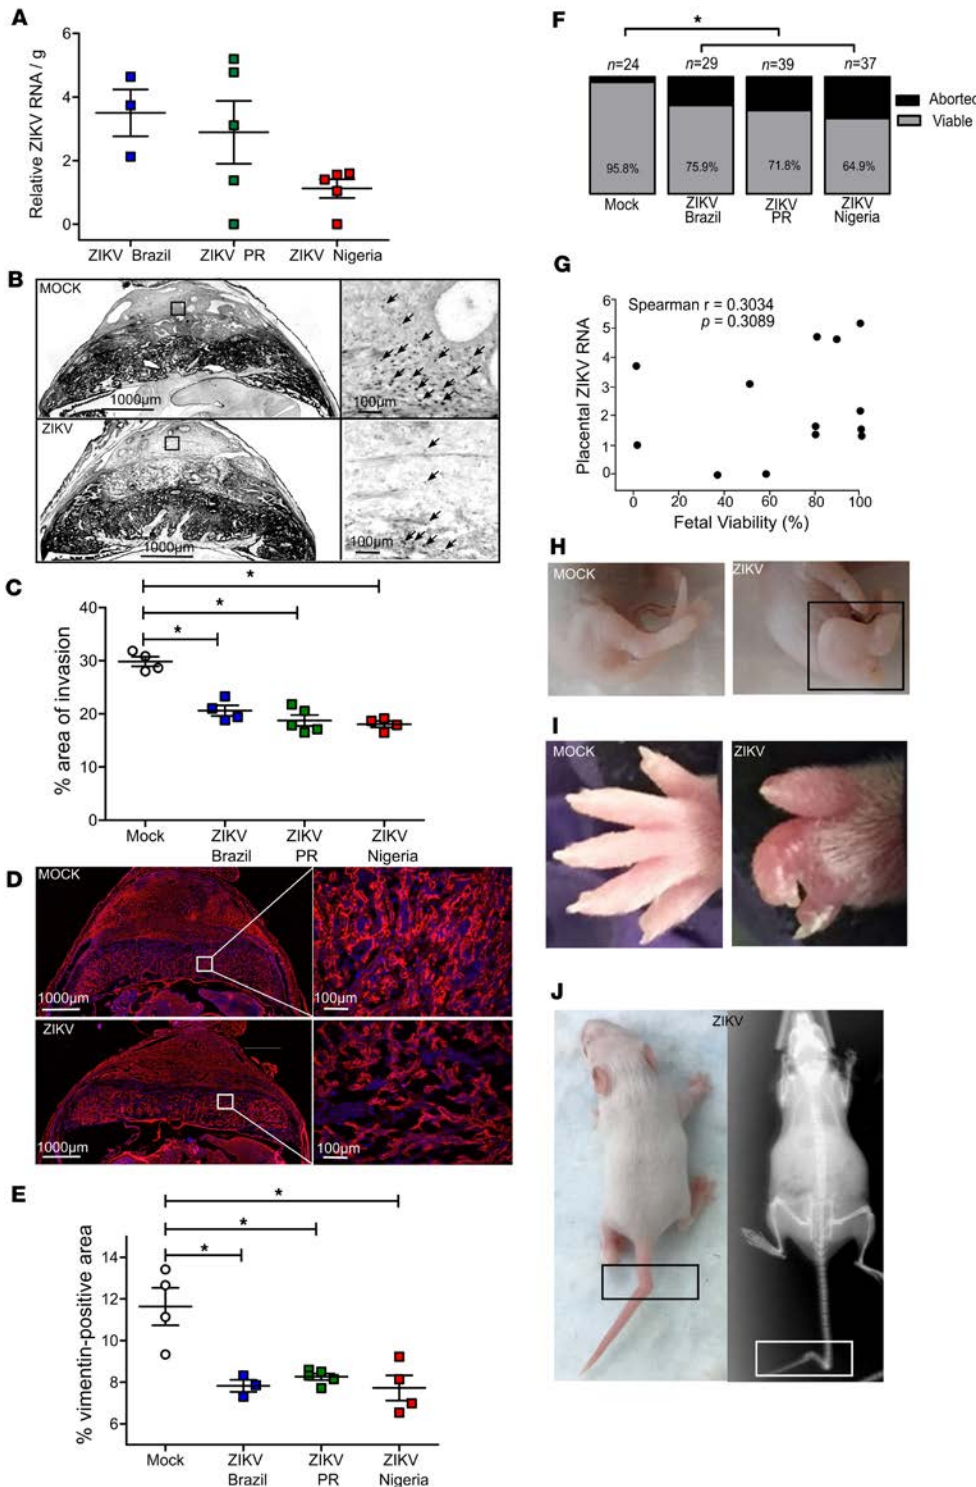 A
Relative ZIKV RNA / g
6
4
2
0
ZIKV Brazil
ZIKV PR
ZIKV Nigeria
B
MOCK
1000µm
100µm
ZIKV
1000µm
100µm
C
*
*
*
% area of invasion
40
30
20
10
0
Mock
ZIKV
Brazil
ZIKV
PR
ZIKV
Nigeria
D
MOCK
1000µm
100µm
ZIKV
1000µm
100µm
E
*
*
*
% vimentin-positive area
14
12
10
8
6
Mock
ZIKV
Brazil
ZIKV
PR
ZIKV
Nigeria
F
*
n=24
n=29
n=39
n=37
Aborted
Viable
95.8%
75.9%
71.8%
64.9%
Mock
ZIKV
Brazil
ZIKV
PR
ZIKV
Nigeria
G
Spearman r = 0.3034
p = 0.3089
Placental ZIKV RNA
6
5
4
3
2
1
0
0
20
40
60
80
100
Fetal Viability (%)
H
MOCK
ZIKV
I
MOCK
ZIKV
J
ZIKV